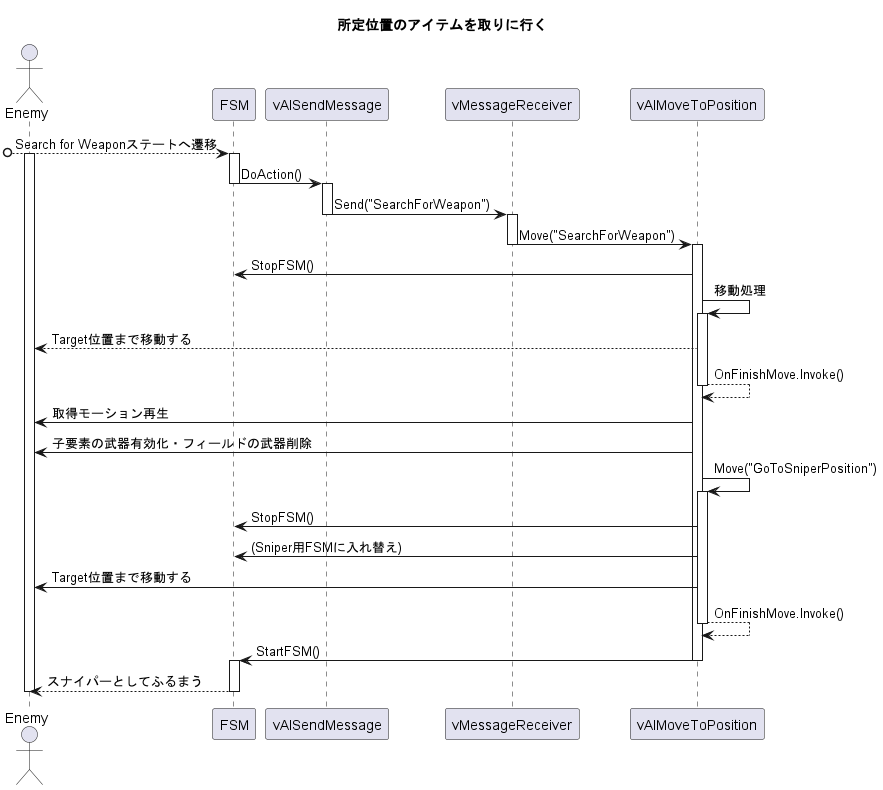 所定位置のアイテムを取りに行く
Enemy
FSM
vAISendMessage
vMessageReceiver
vAIMoveToPosition
Search for Weaponステートへ遷移
DoAction()
Send("SearchForWeapon")
Move("SearchForWeapon")
StopFSM()
移動処理
Target位置まで移動する
OnFinishMove.Invoke()
取得モーション再生
子要素の武器有効化・フィールドの武器削除
Move("GoToSniperPosition")
StopFSM()
(Sniper用FSMに入れ替え)
Target位置まで移動する
OnFinishMove.Invoke()
StartFSM()
スナイパーとしてふるまう
Enemy
FSM
vAISendMessage
vMessageReceiver
vAIMoveToPosition